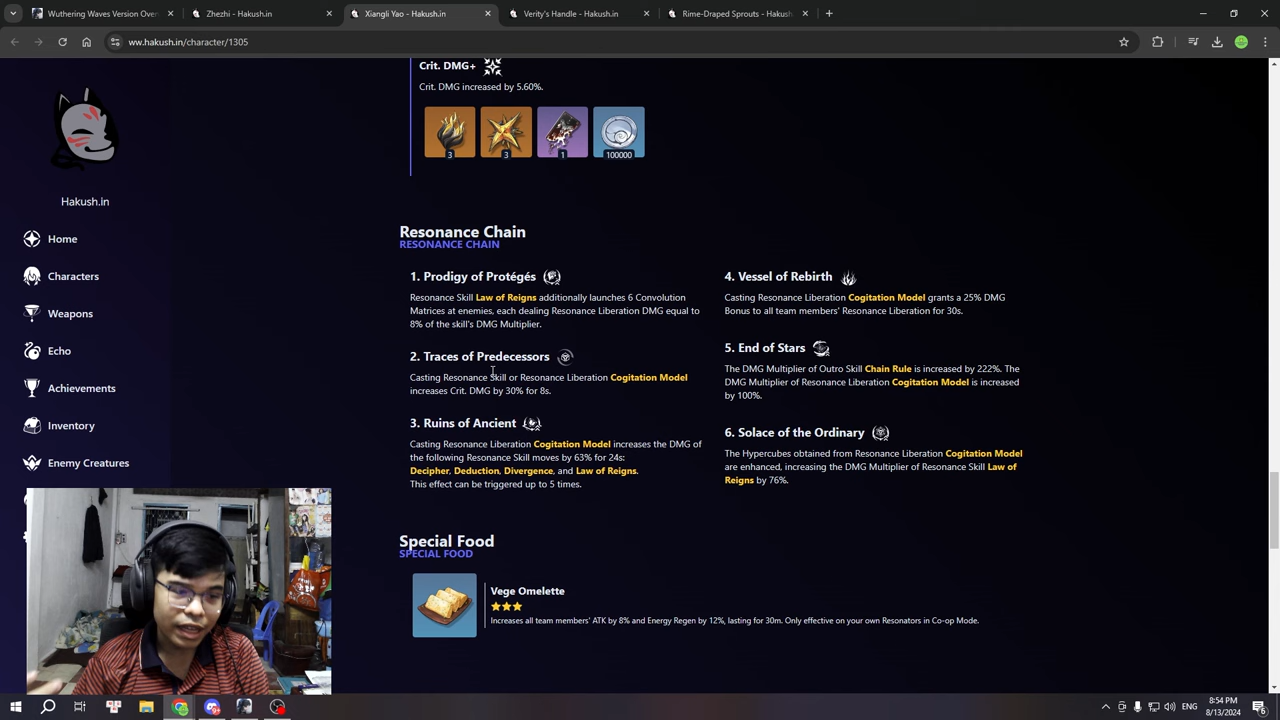 Wuthering Waves Version Over
Zhezhi - Hakush.in
Xiangli Yao - Hakush.in
Verity's Handle - Hakush.in
Rime-Draped Sprouts - Hakush
ww.hakush.in/character/1305
Hakush.in
Home
Characters
Weapons
Echo
Achievements
Inventory
Enemy Creatures
Crit. DMG+
Crit. DMG increased by 5.60%.
3
3
1
100000
Resonance Chain
RESONANCE CHAIN
1. Prodigy of Protégés
Resonance Skill Law of Reigns additionally launches 6 Convolution
Matrices at enemies, each dealing Resonance Liberation DMG equal to
8% of the skill's DMG Multiplier.
2. Traces of Predecessors
Casting Resonance Skill or Resonance Liberation Cogitation Model
increases Crit. DMG by 30% for 8s.
3. Ruins of Ancient
Casting Resonance Liberation Cogitation Model increases the DMG of
the following Resonance Skill moves by 63% for 24s:
Decipher, Deduction, Divergence, and Law of Reigns.
This effect can be triggered up to 5 times.
4. Vessel of Rebirth
Casting Resonance Liberation Cogitation Model grants a 25% DMG
Bonus to all team members' Resonance Liberation for 30s.
5. End of Stars
The DMG Multiplier of Outro Skill Chain Rule is increased by 222%. The
DMG Multiplier of Resonance Liberation Cogitation Model is increased
by 100%.
6. Solace of the Ordinary
The Hypercubes obtained from Resonance Liberation Cogitation Model
are enhanced, increasing the DMG Multiplier of Resonance Skill Law of
Reigns by 76%.
Special Food
SPECIAL FOOD
Vege Omelette
Increases all team members' ATK by 8% and Energy Regen by 12%, lasting for 30m. Only effective on your own Resonators in Co-op Mode.
ENG
8:54 PM
8/13/2024